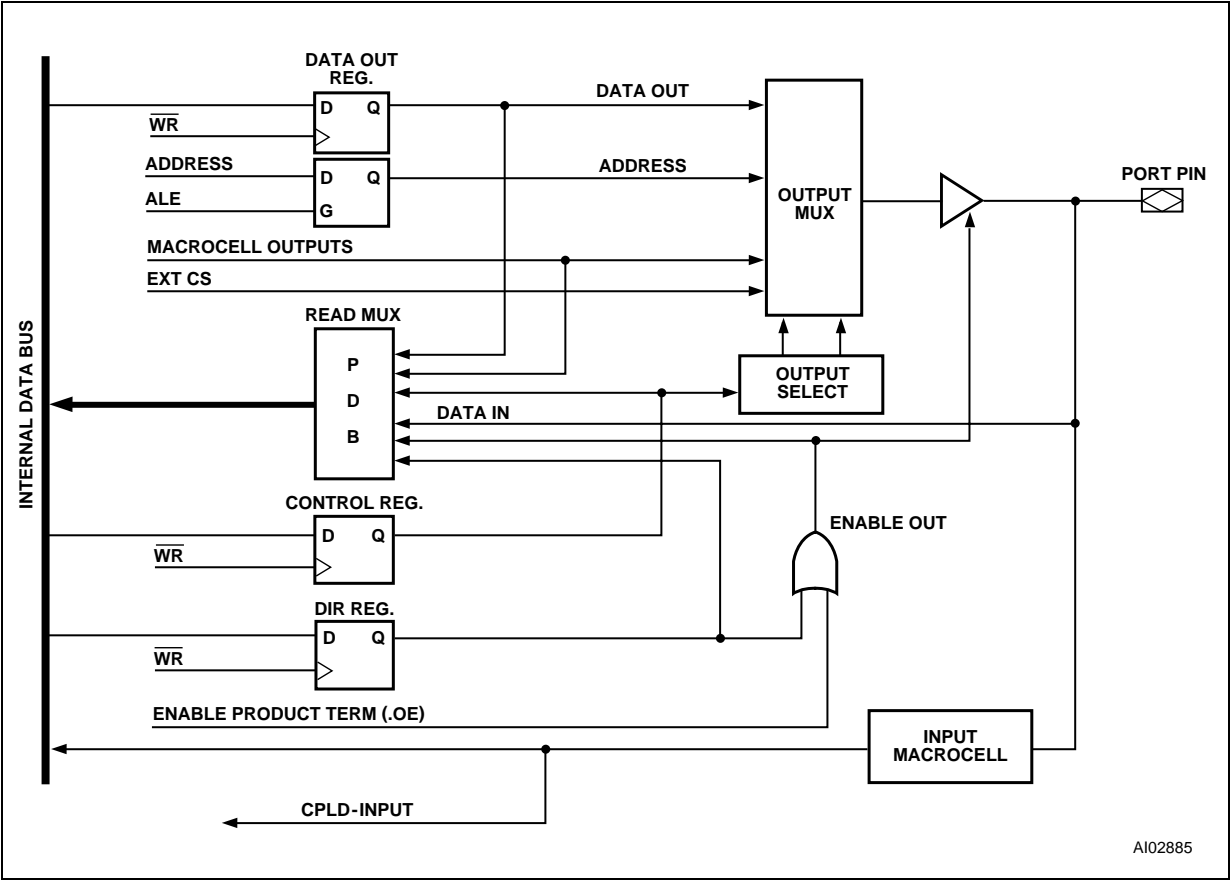 DATA OUT
REG.
D Q
WR
DATA OUT
ADDRESS
D Q
ADDRESS
ALE
G
OUTPUT
MUX
PORT PIN
MACROCELL OUTPUTS
EXT CS
READ MUX
P
D
B
OUTPUT
SELECT
DATA IN
INTERNAL DATA BUS
CONTROL REG.
D Q
WR
ENABLE OUT
DIR REG.
D Q
WR
ENABLE PRODUCT TERM (.OE)
INPUT
MACROCELL
CPLD-INPUT
AI02885